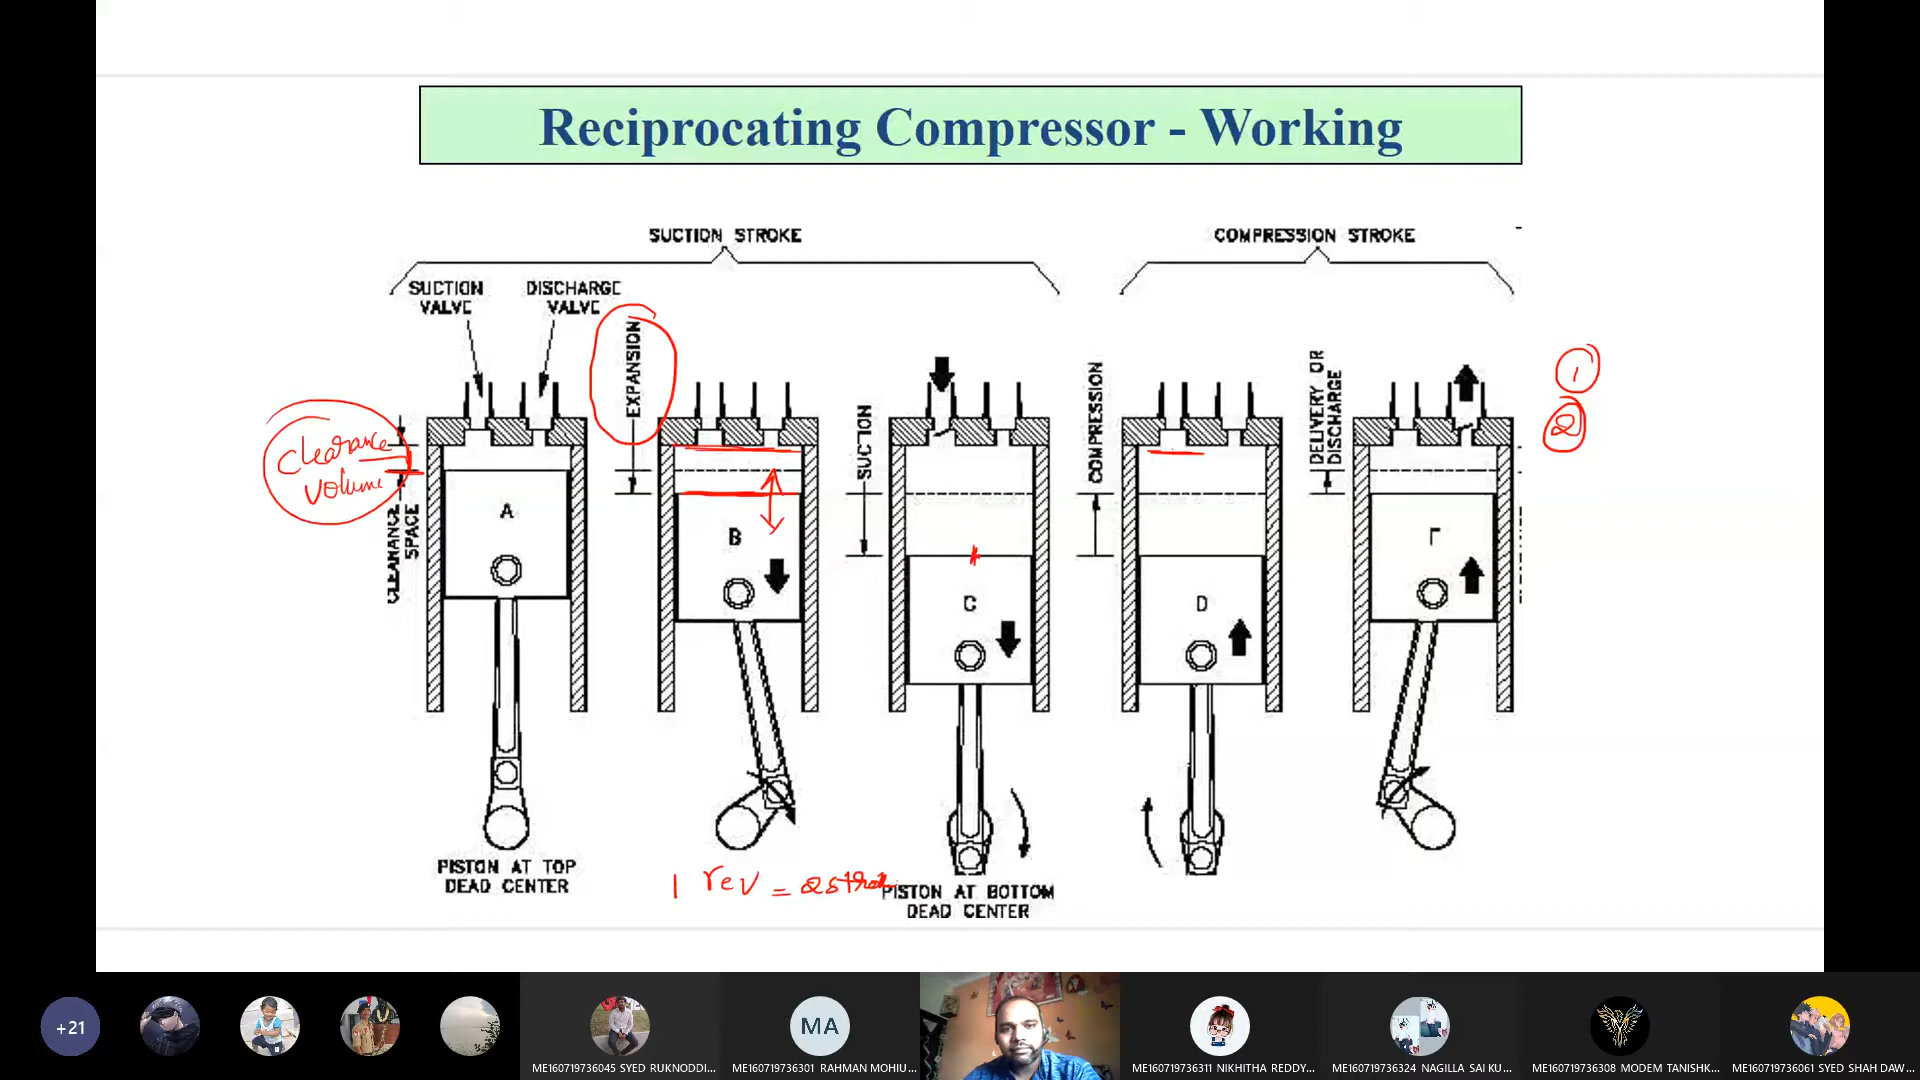 Reciprocating Compressor - Working
SUCTION STROKE
COMPRESSION STROKE
SUCTION
VALVE
DISCHARGE
VALVE
EXPANSION
SUCTION
COMPRESSION
DELIVERY OR
DISCHARGE
1
2
clearance
volume
CLEARANCE
SPACE
A
B
C
D
PISTON AT TOP
DEAD CENTER
1 rev =
PISTON AT BOTTOM
DEAD CENTER
+21
MA
ME160719736045 SYED RUKNODDI...
ME160719736301 RAHMAN MOHIU...
ME160719736311 NIKHITHA REDDY...
ME160719736324 NAGILLA SAI KU...
ME160719736308 MODEM TANISHK...
ME160719736061 SYED SHAH DAW...